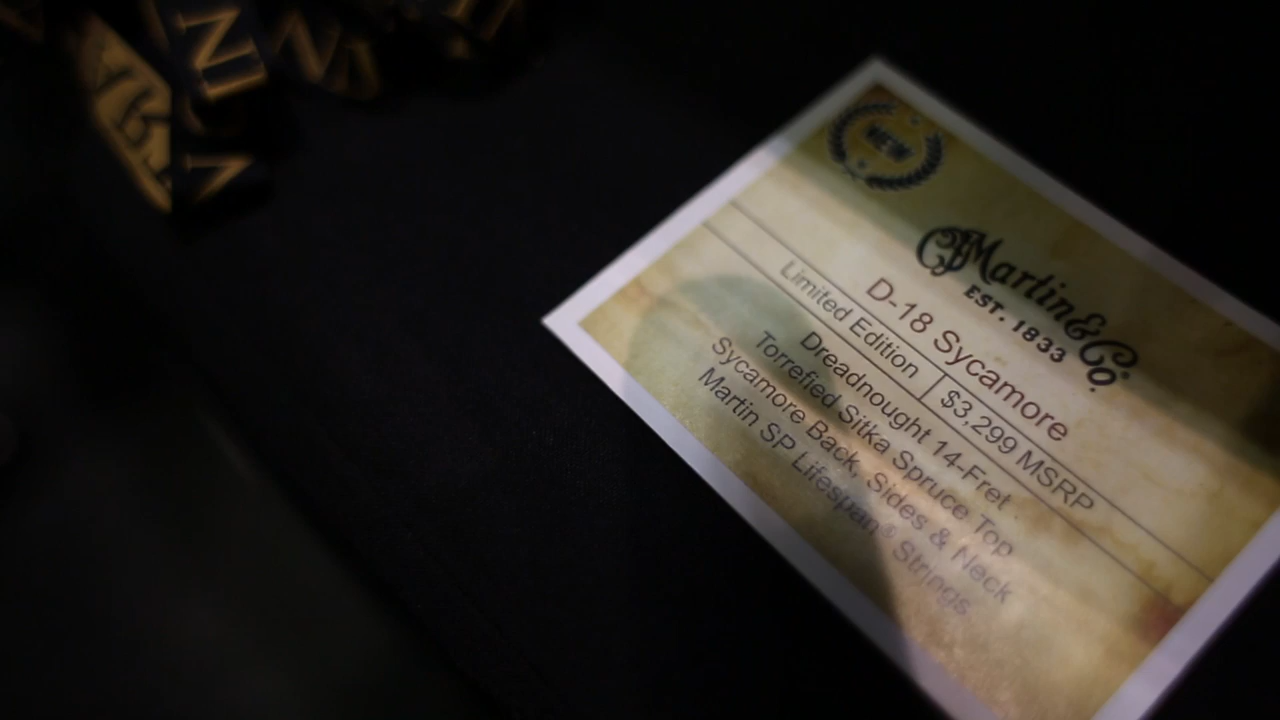 NEW
CFMartin & Co.
EST. 1833
D-18 Sycamore
Limited Edition $3,299 MSRP
Dreadnought 14-Fret
Torrefied Sitka Spruce Top
Sycamore Back, Sides & Neck
Martin SP Lifespan® Strings